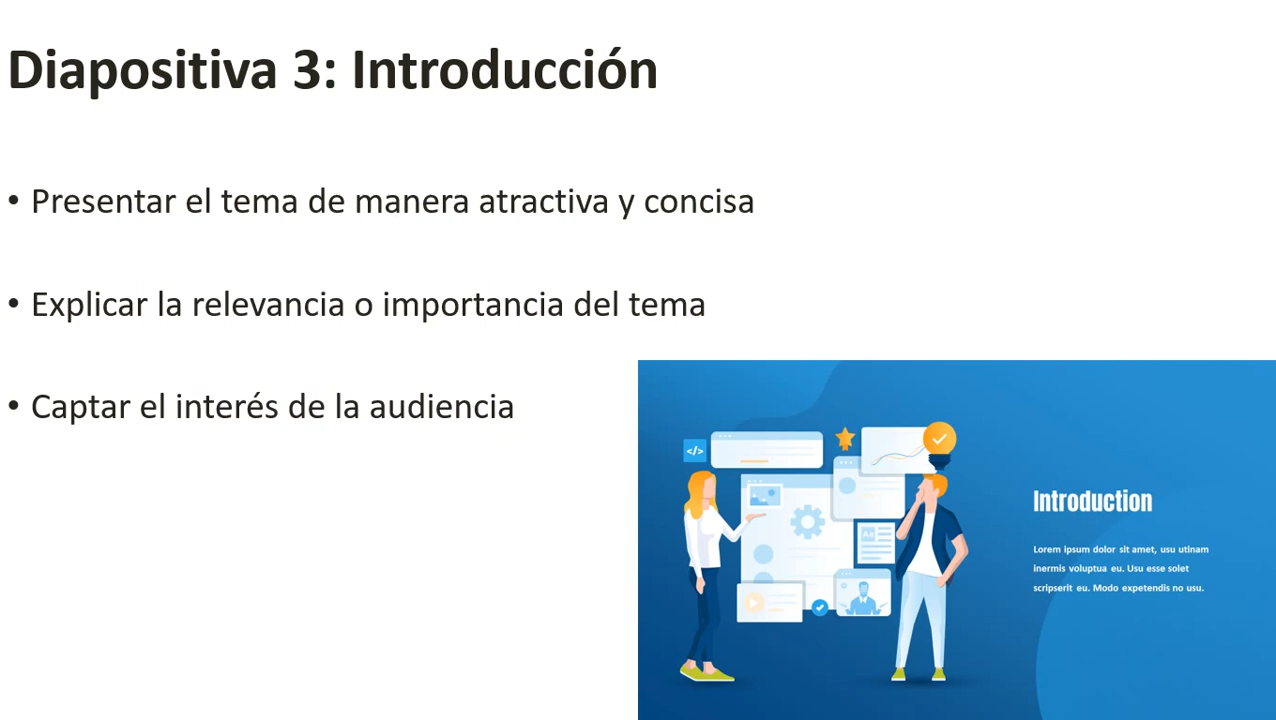 Diapositiva 3: Introducción
• Presentar el tema de manera atractiva y concisa
• Explicar la relevancia o importancia del tema
• Captar el interés de la audiencia
</>
Introduction
Lorem ipsum dolor sit amet, usu utinam
inermis voluptua eu. Usu esse solet
scripserit eu. Modo expetendis no usu.